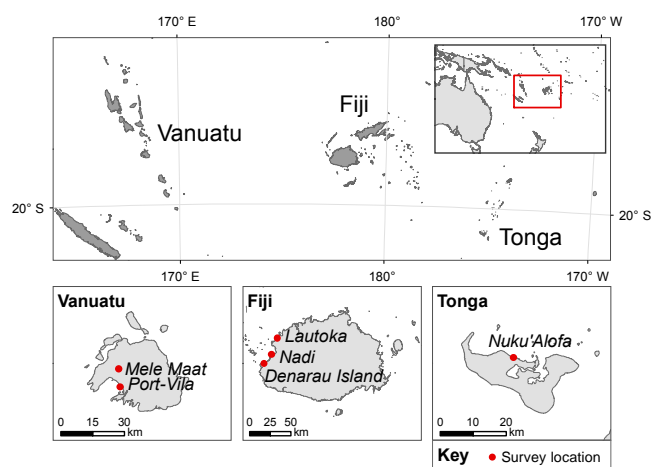 170° E
180°
170° W
Vanuatu
Fiji
20° S
20° S
Tonga
170° E
180°
170° W
Vanuatu
Mele Maat
Port-Vila
0 15 30
km
Fiji
Lautoka
Nadi
Denarau Island
0 25 50
km
Tonga
Nuku'Alofa
0 10 20
km
Key
Survey location